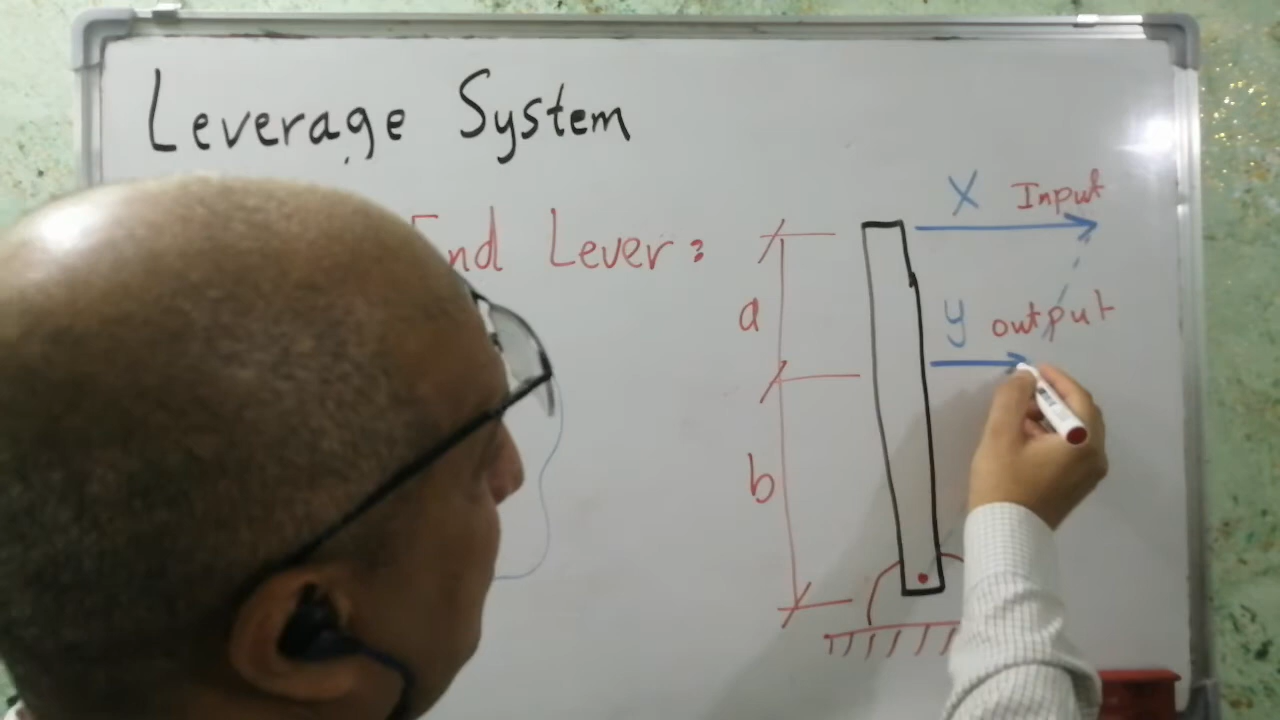 Leverage System
End Lever:
X Input
a
y output
b